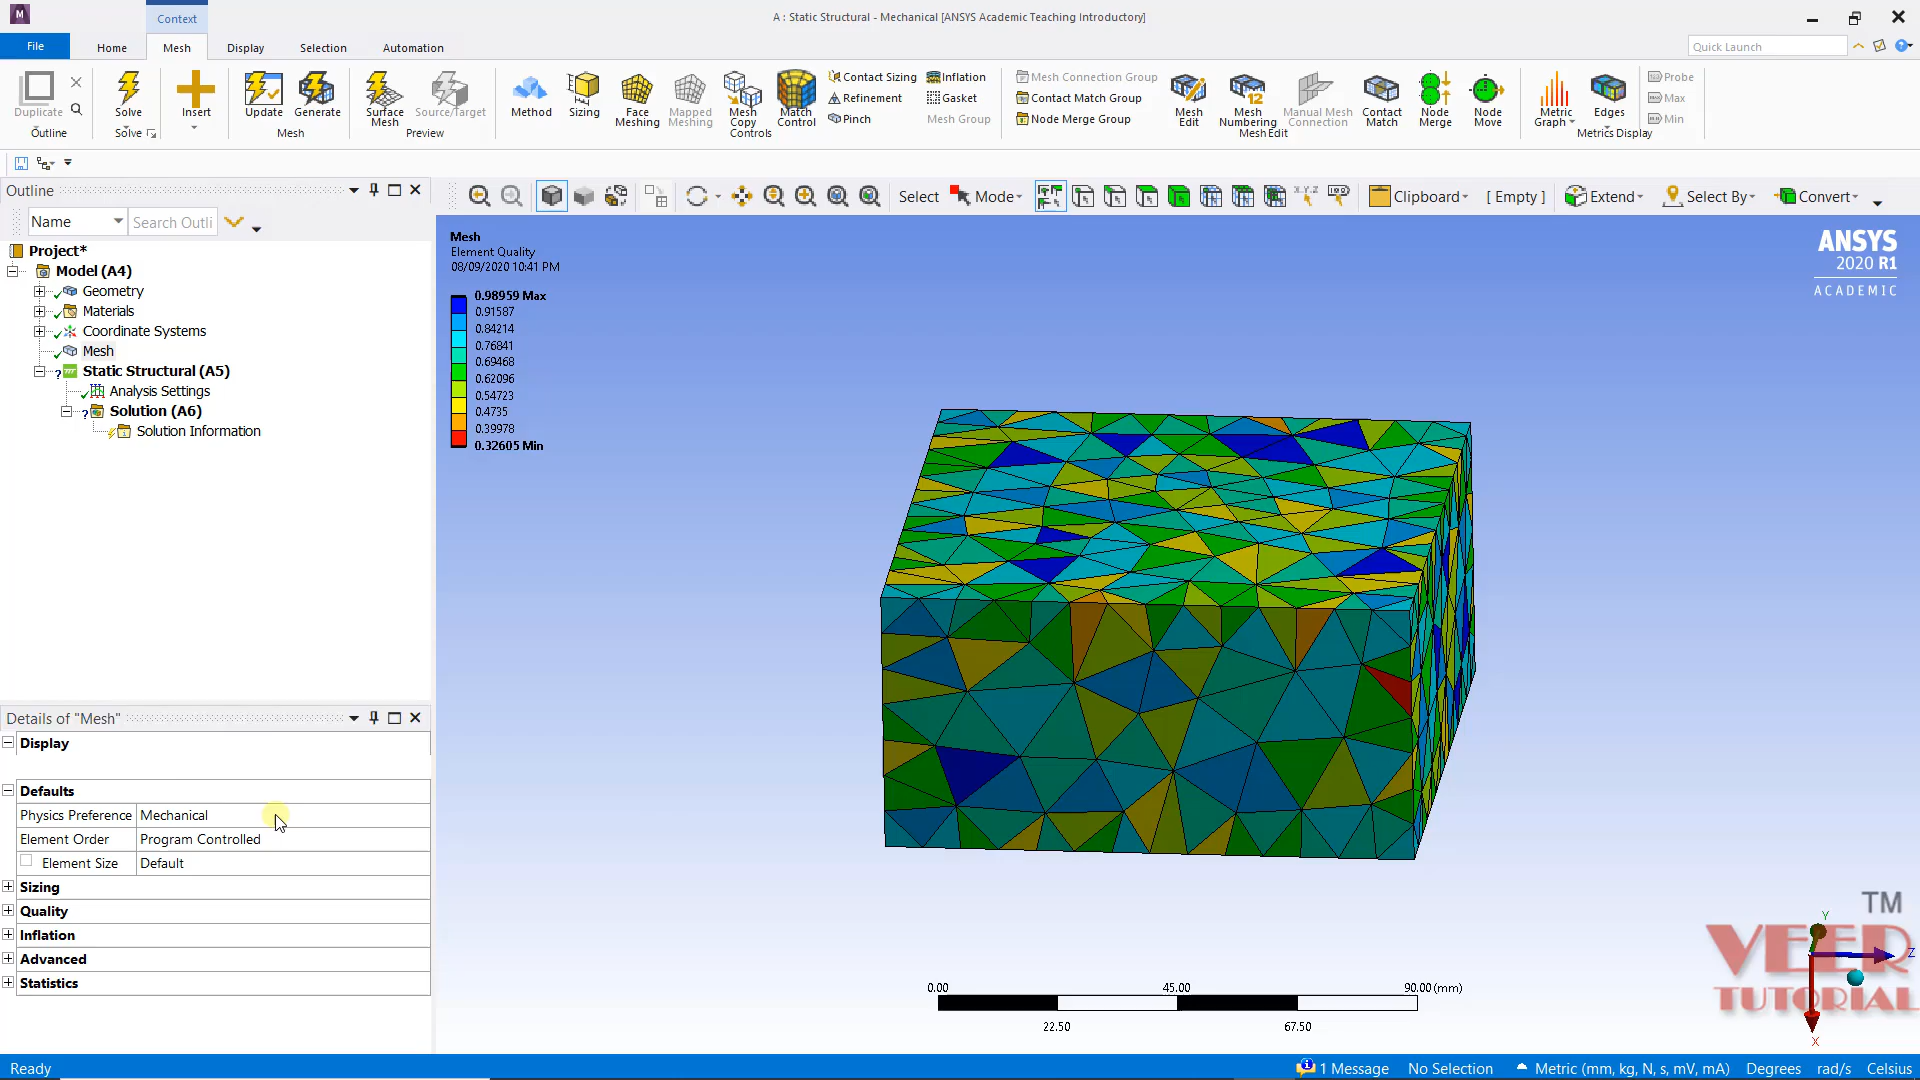 Context
A : Static Structural - Mechanical [ANSYS Academic Teaching Introductory]
File
Home
Mesh
Display
Selection
Automation
Quick Launch
Duplicate
Outline
Solve
Solve
Insert
Update
Generate
Mesh
Surface
Mesh
Source/Target
Preview
Method
Sizing
Face
Meshing
Mapped
Meshing
Mesh
Copy
Match
Control
Contact Sizing
Refinement
Pinch
Inflation
Gasket
Mesh Group
Controls
Mesh Connection Group
Contact Match Group
Node Merge Group
Mesh
Edit
Mesh
Numbering
Manual Mesh
Connection
Contact
Match
Node
Merge
Node
Move
Mesh Edit
Metric
Graph
Edges
Metrics Display
Probe
Max
Min
Outline
Name
Search Outli
Select
Mode
Clipboard
[ Empty ]
Extend
Select By
Convert
Project*
Model (A4)
Geometry
Materials
Coordinate Systems
Mesh
Static Structural (A5)
Analysis Settings
Solution (A6)
Solution Information
Mesh
Element Quality
08/09/2020 10:41 PM
0.98959 Max
0.91587
0.84214
0.76841
0.69468
0.62096
0.54723
0.4735
0.39978
0.32605 Min
ANSYS
2020 R1
ACADEMIC
Details of "Mesh"
Display
Defaults
Physics Preference
Mechanical
Element Order
Program Controlled
Element Size
Default
Sizing
Quality
Inflation
Advanced
Statistics
0.00
45.00
90.00 (mm)
22.50
67.50
Y
Z
X
TM
VEER
TUTORIAL
Ready
1 Message
No Selection
Metric (mm, kg, N, s, mV, mA)
Degrees
rad/s
Celsius